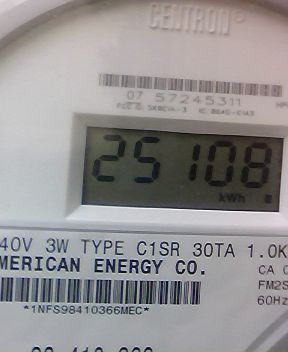 CENTRON®
07 57245311
25108
kWh
40V 3W TYPE C1SR 30TA 1.0K
MERICAN ENERGY CO.
CA 0
FM2S
60Hz
*1NFS98410366MEC*